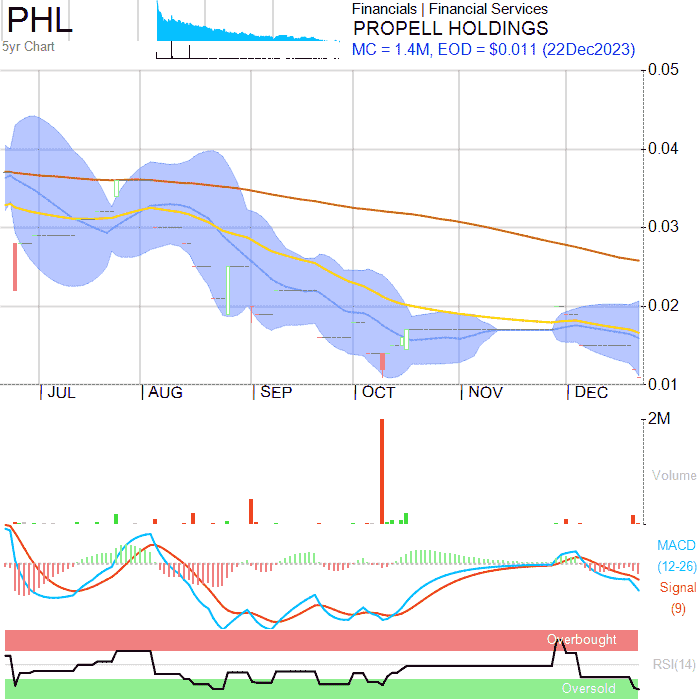 PHL
5yr Chart
Financials | Financial Services
PROPELL HOLDINGS
MC = 1.4M, EOD = $0.011 (22Dec2023)
0.05
0.04
0.03
0.02
0.01
JUL AUG SEP OCT NOV DEC
2M
Volume
MACD
(12-26)
Signal
(9)
Overbought
RSI(14)
Oversold